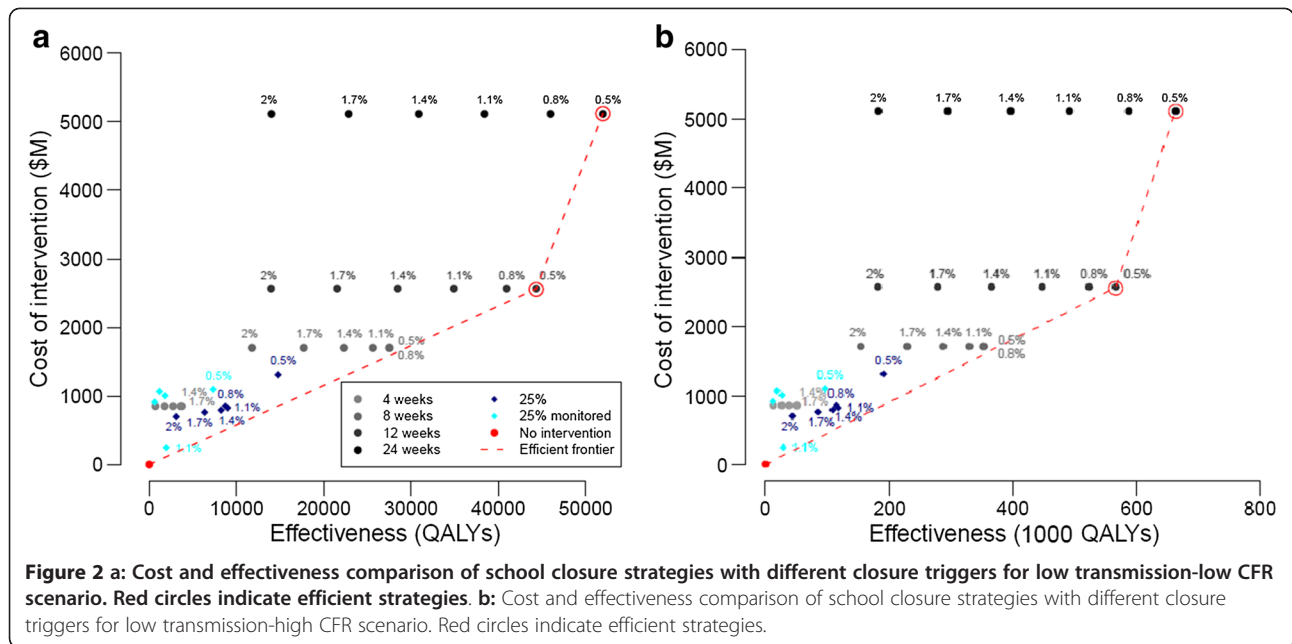 a
6000
5000
4000
3000
2000
1000
0
Cost of intervention ($M)
2% 1.7% 1.4% 1.1% 0.8% 0.5%
2% 1.7% 1.4% 1.1% 0.8% 0.5%
2% 1.7% 1.4% 1.1% 0.5%
0.8%
0.5%
0.5%
1.4% 0.8%
1.7% 1.1%
2% 1.7% 1.4%
1.1%
4 weeks 25%
8 weeks 25% monitored
12 weeks No intervention
24 weeks Efficient frontier
0 10000 20000 30000 40000 50000
Effectiveness (QALYs)
b
6000
5000
4000
3000
2000
1000
0
Cost of intervention ($M)
2% 1.7% 1.4% 1.1% 0.8% 0.5%
2% 1.7% 1.4% 1.1% 0.8% 0.5%
2% 1.7% 1.4% 1.1% 0.5%
0.8%
0.5%
0.5%
1.4% 0.8%
1.7% 1.1%
2% 1.7% 1.4%
1.1%
0 200 400 600 800
Effectiveness (1000 QALYs)
Figure 2 a: Cost and effectiveness comparison of school closure strategies with different closure triggers for low transmission-low CFR
scenario. Red circles indicate efficient strategies. b: Cost and effectiveness comparison of school closure strategies with different closure
triggers for low transmission-high CFR scenario. Red circles indicate efficient strategies.